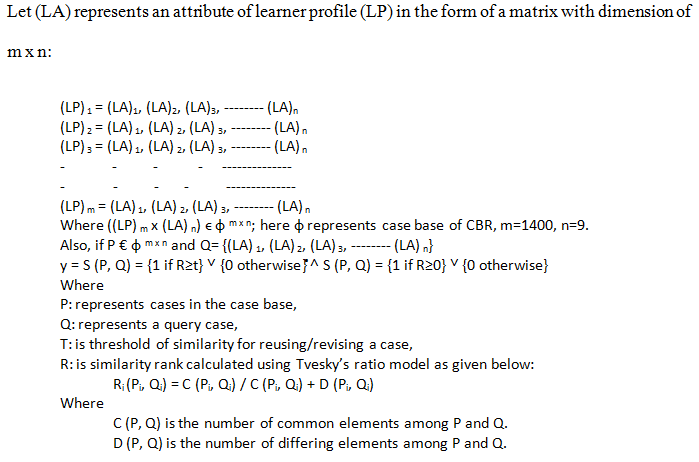 Let (LA) represents an attribute of learner profile (LP) in the form of a matrix with dimension of
m x n:
(LP) 1 = (LA)1, (LA)2, (LA)3, -------- (LA)n
(LP) 2 = (LA) 1, (LA) 2, (LA) 3, -------- (LA) n
(LP) 3 = (LA) 1, (LA) 2, (LA) 3, -------- (LA) n
- - - - --------------
- - - - --------------
(LP) m = (LA) 1, (LA) 2, (LA) 3, -------- (LA) n
Where ((LP) m x (LA) n) ϵ ф m x n; here ф represents case base of CBR, m=1400, n=9.
Also, if P € ф m x n and Q= {(LA) 1, (LA) 2, (LA) 3, -------- (LA) n}
y = S (P, Q) = {1 if R≥t} ˅ {0 otherwise} ^ S (P, Q) = {1 if R≥0} ˅ {0 otherwise}
Where
P: represents cases in the case base,
Q: represents a query case,
T: is threshold of similarity for reusing/revising a case,
R: is similarity rank calculated using Tvesky's ratio model as given below:
Ri (Pi, Qi) = C (Pi, Qi) / C (Pi, Qi) + D (Pi, Qi)
Where
C (P, Q) is the number of common elements among P and Q.
D (P, Q) is the number of differing elements among P and Q.